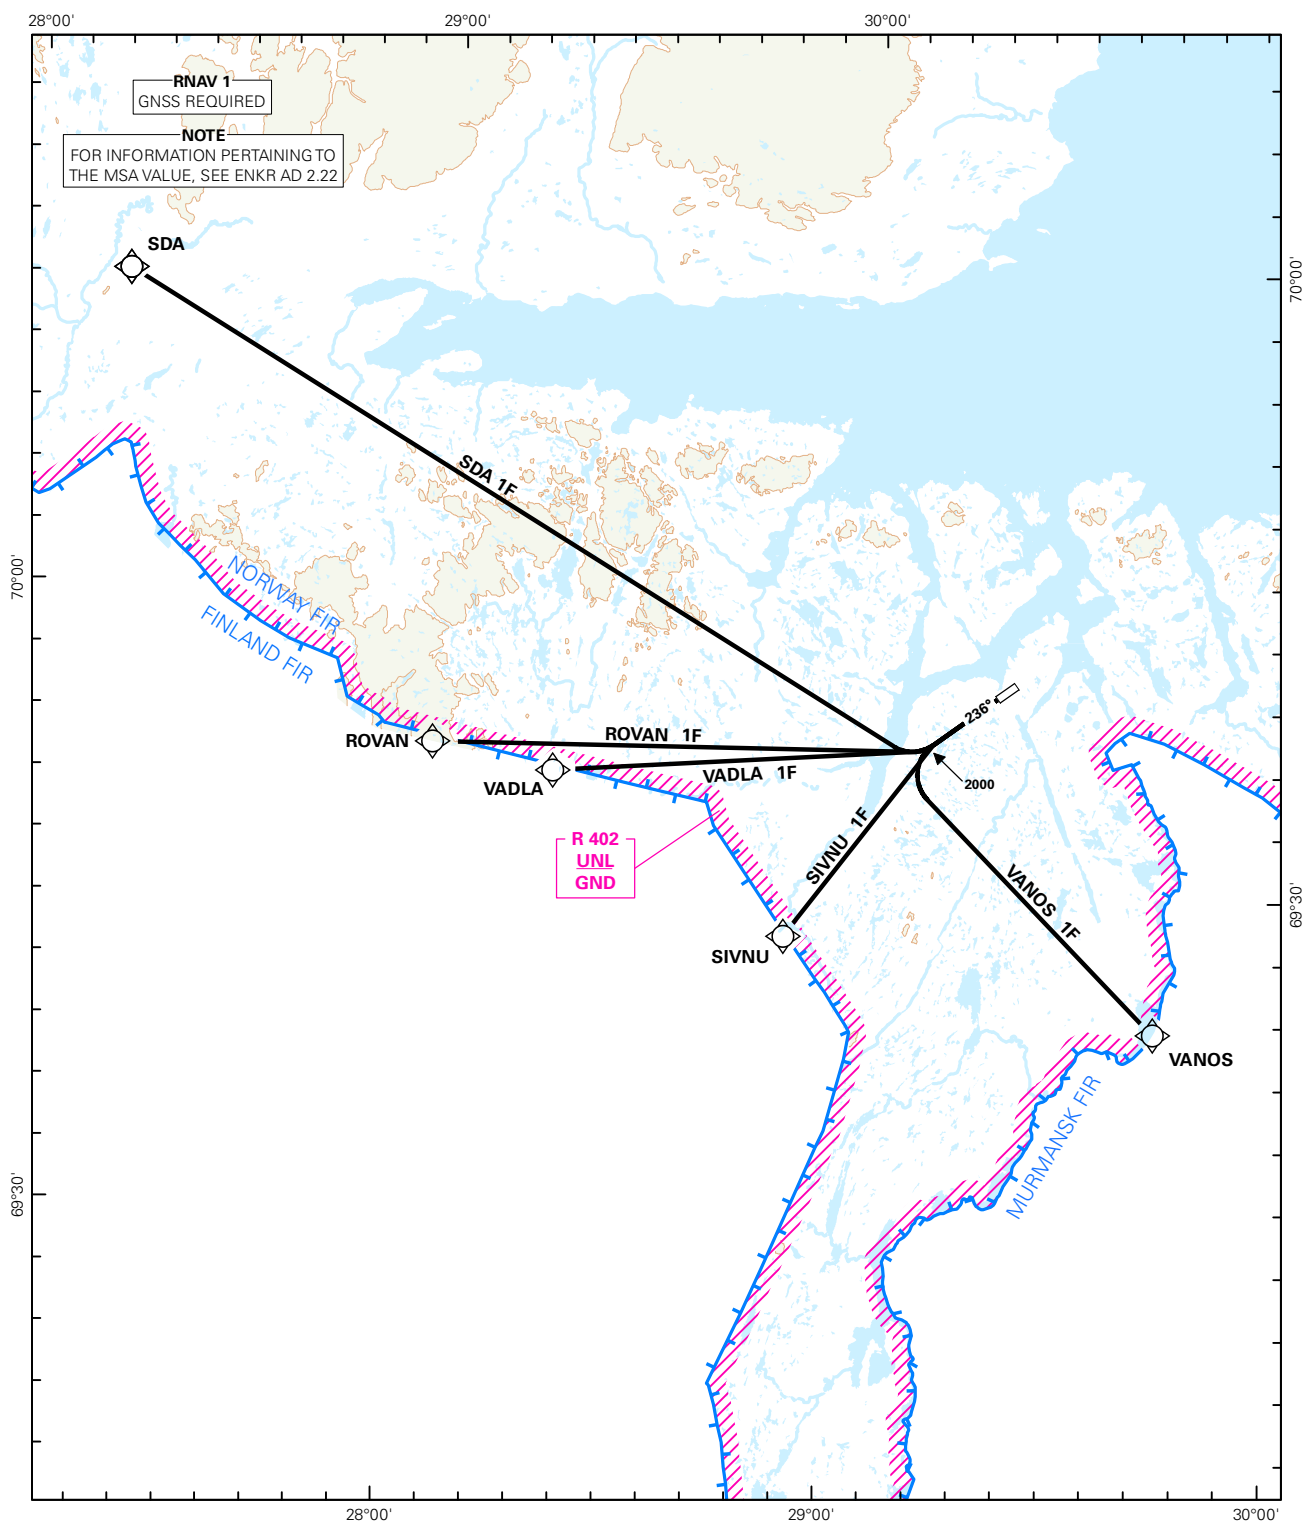 28°00'
29°00'
30°00'
RNAV 1
GNSS REQUIRED
NOTE
FOR INFORMATION PERTAINING TO
THE MSA VALUE, SEE ENKR AD 2.22
SDA
70°00'
SDA 1F
70°00'
NORWAY FIR
FINLAND FIR
236°
ROVAN
ROVAN 1F
VADLA 1F
VADLA
2000
R 402
UNL
GND
SIVNU 1F
VANOS 1F
69°30'
SIVNU
VANOS
MURMANSK FIR
69°30'
28°00'
29°00'
30°00'